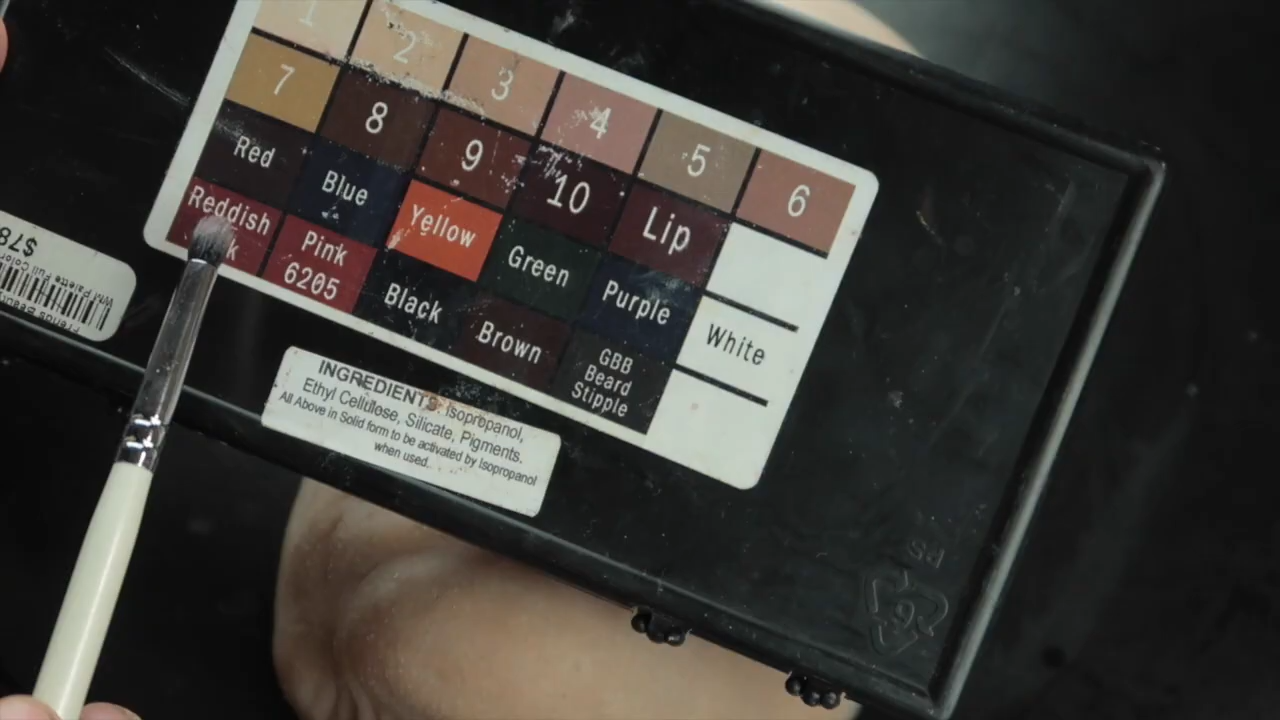 1
2
3
4
5
6
7
8
9
10
Lip
Red
Blue
Yellow
Green
Purple
White
Reddish
Pink
6205
Black
Brown
GBB
Beard
Stipple
INGREDIENTS: Isopropanol,
Ethyl Cellulose, Silicate, Pigments.
All Above in Solid form to be activated by Isopropanol
when used.
$78
PS
6